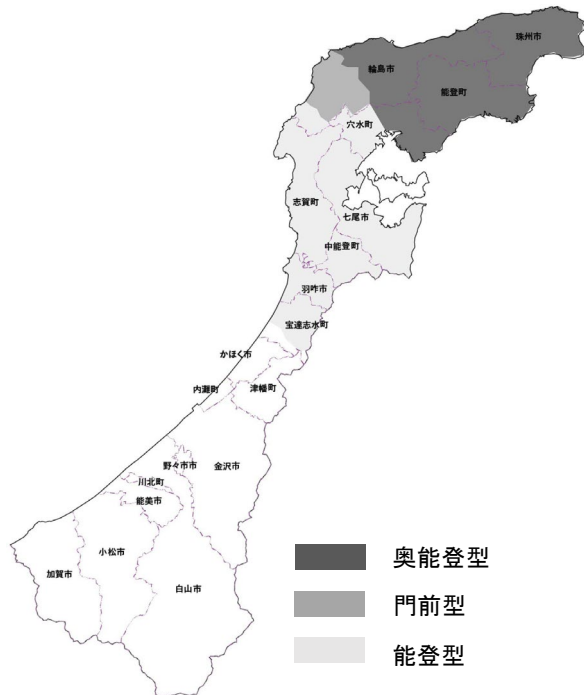 珠州市
輪島市
能登町
穴水町
志賀町
七尾市
中能登町
羽咋市
宝達志水町
かほく市
内灘町
津幡町
野々市市
金沢市
川北町
能美市
小松市
加賀市
白山市
奥能登型
門前型
能登型